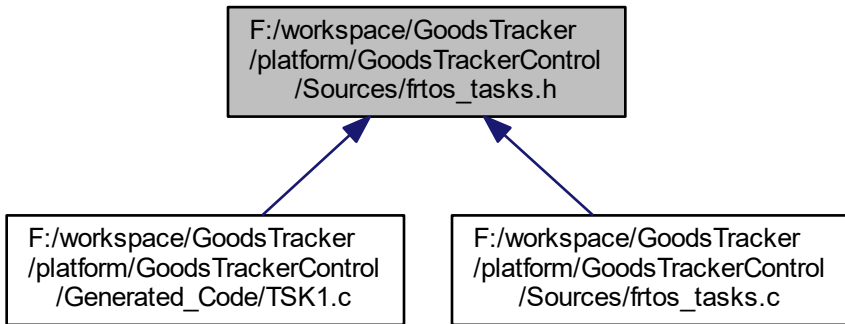 F:/workspace/GoodsTracker
/platform/GoodsTrackerControl
/Sources/frtos_tasks.h
F:/workspace/GoodsTracker
/platform/GoodsTrackerControl
/Generated_Code/TSK1.c
F:/workspace/GoodsTracker
/platform/GoodsTrackerControl
/Sources/frtos_tasks.c